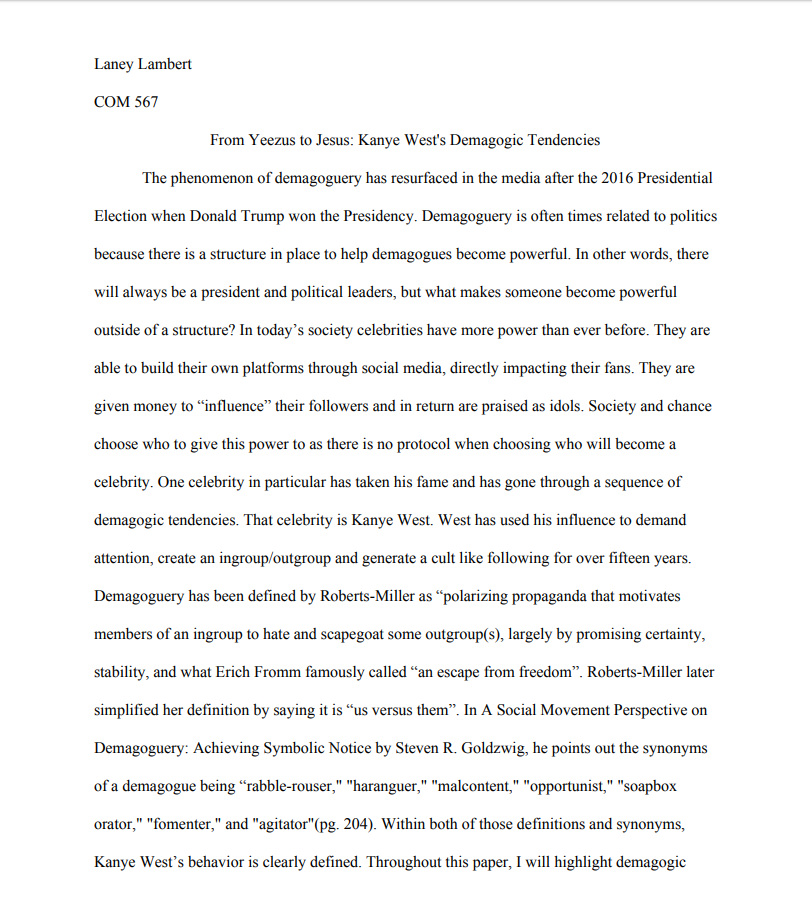 Laney Lambert
COM 567
From Yeezus to Jesus: Kanye West's Demagogic Tendencies
The phenomenon of demagoguery has resurfaced in the media after the 2016 Presidential
Election when Donald Trump won the Presidency. Demagoguery is often times related to politics
because there is a structure in place to help demagogues become powerful. In other words, there
will always be a president and political leaders, but what makes someone become powerful
outside of a structure? In today’s society celebrities have more power than ever before. They are
able to build their own platforms through social media, directly impacting their fans. They are
given money to “influence” their followers and in return are praised as idols. Society and chance
choose who to give this power to as there is no protocol when choosing who will become a
celebrity. One celebrity in particular has taken his fame and has gone through a sequence of
demagogic tendencies. That celebrity is Kanye West. West has used his influence to demand
attention, create an ingroup/outgroup and generate a cult like following for over fifteen years.
Demagoguery has been defined by Roberts-Miller as “polarizing propaganda that motivates
members of an ingroup to hate and scapegoat some outgroup(s), largely by promising certainty,
stability, and what Erich Fromm famously called “an escape from freedom”. Roberts-Miller later
simplified her definition by saying it is “us versus them”. In A Social Movement Perspective on
Demagoguery: Achieving Symbolic Notice by Steven R. Goldzwig, he points out the synonyms
of a demagogue being “rabble-rouser," "haranguer," "malcontent," "opportunist," "soapbox
orator," "fomenter," and "agitator"(pg. 204). Within both of those definitions and synonyms,
Kanye West’s behavior is clearly defined. Throughout this paper, I will highlight demagogic